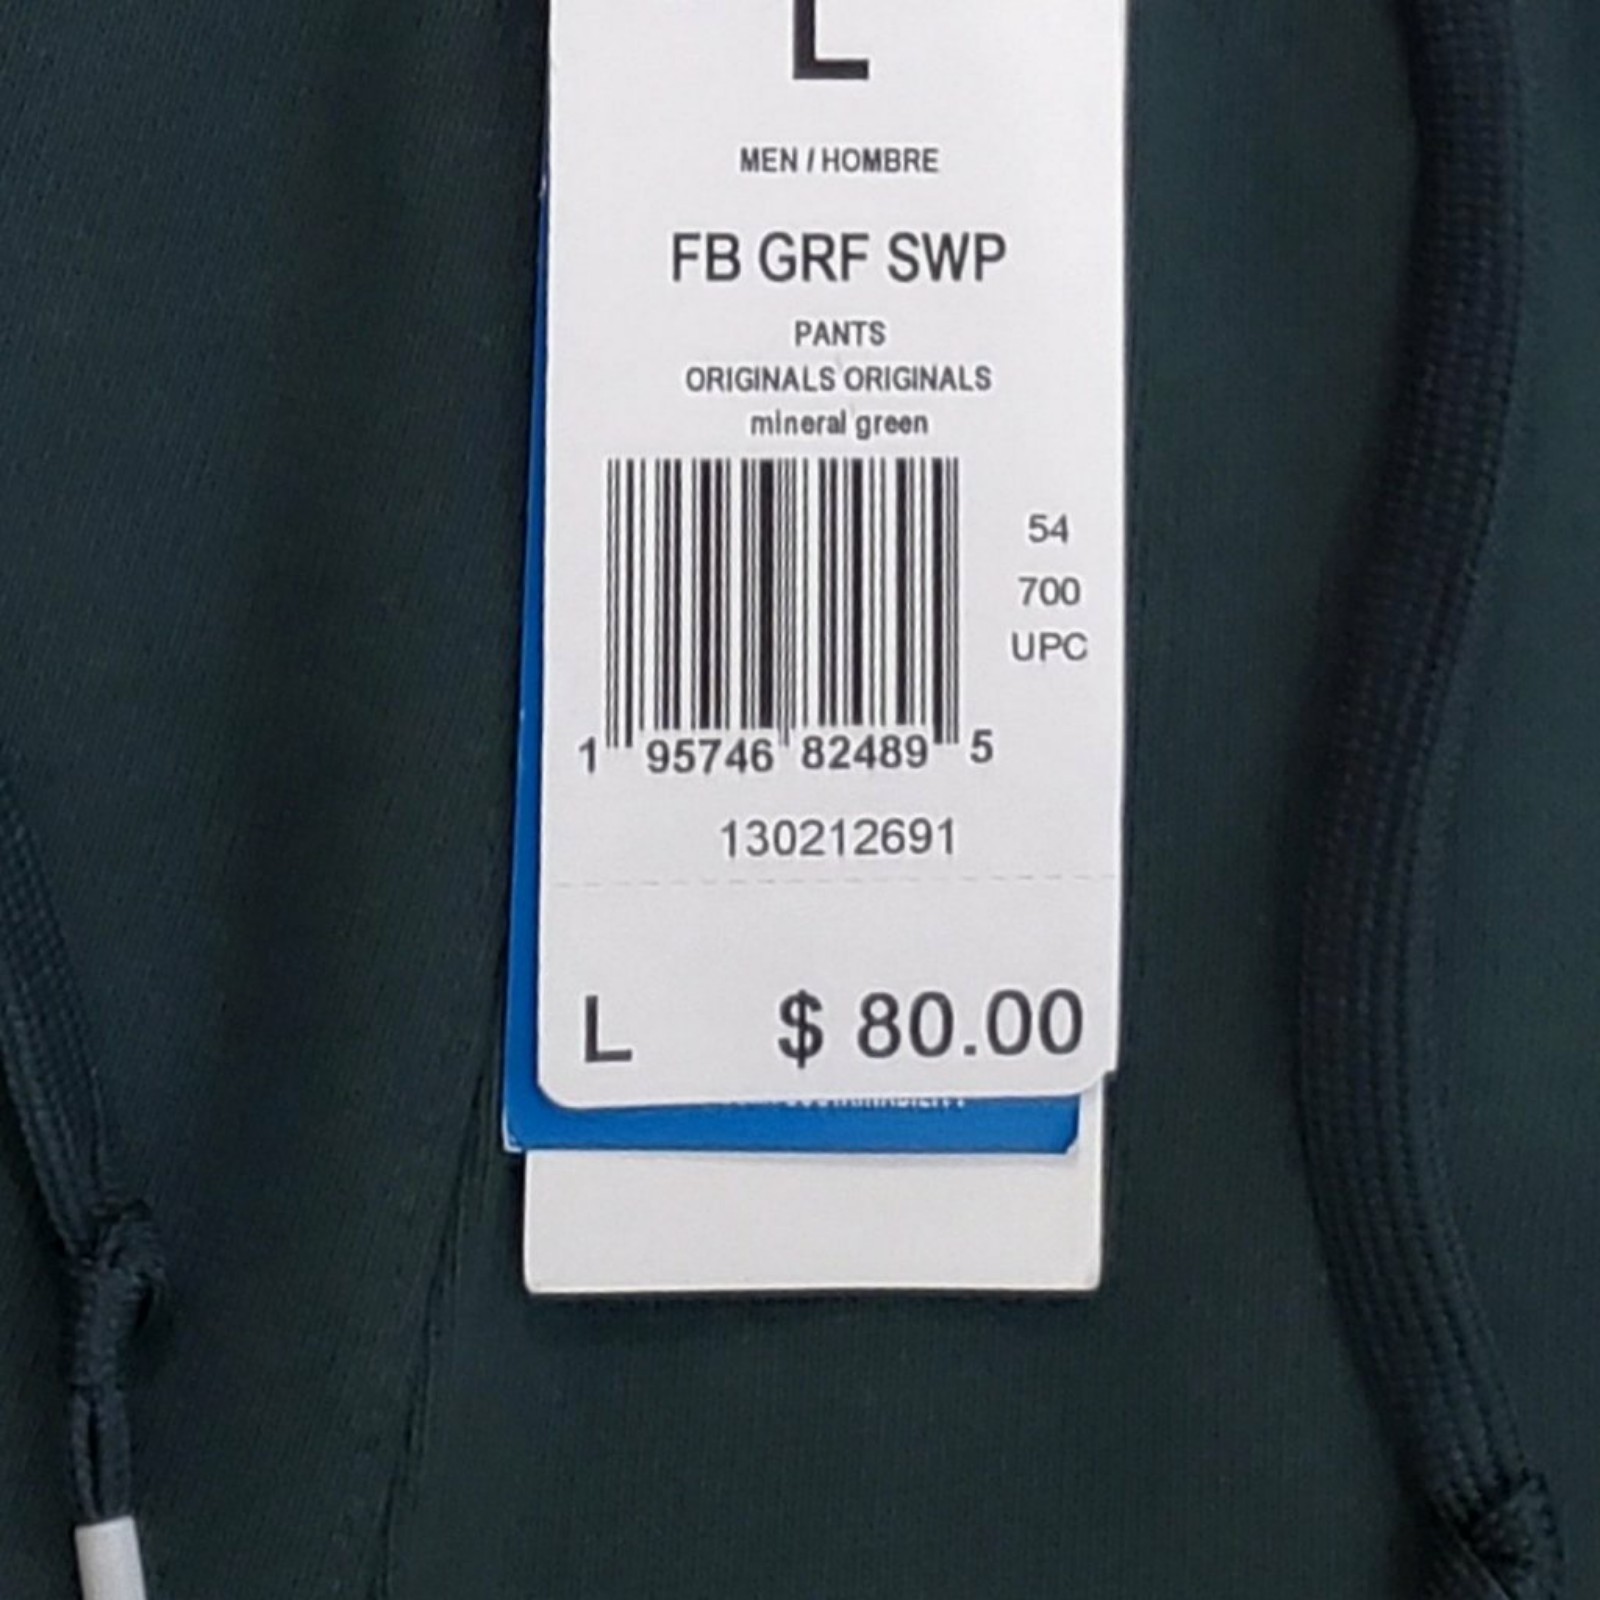 L
MEN / HOMBRE
FB GRF SWP
PANTS
ORIGINALS ORIGINALS
mineral green
54
700
UPC
1 95746 82489 5
130212691
L $ 80.00